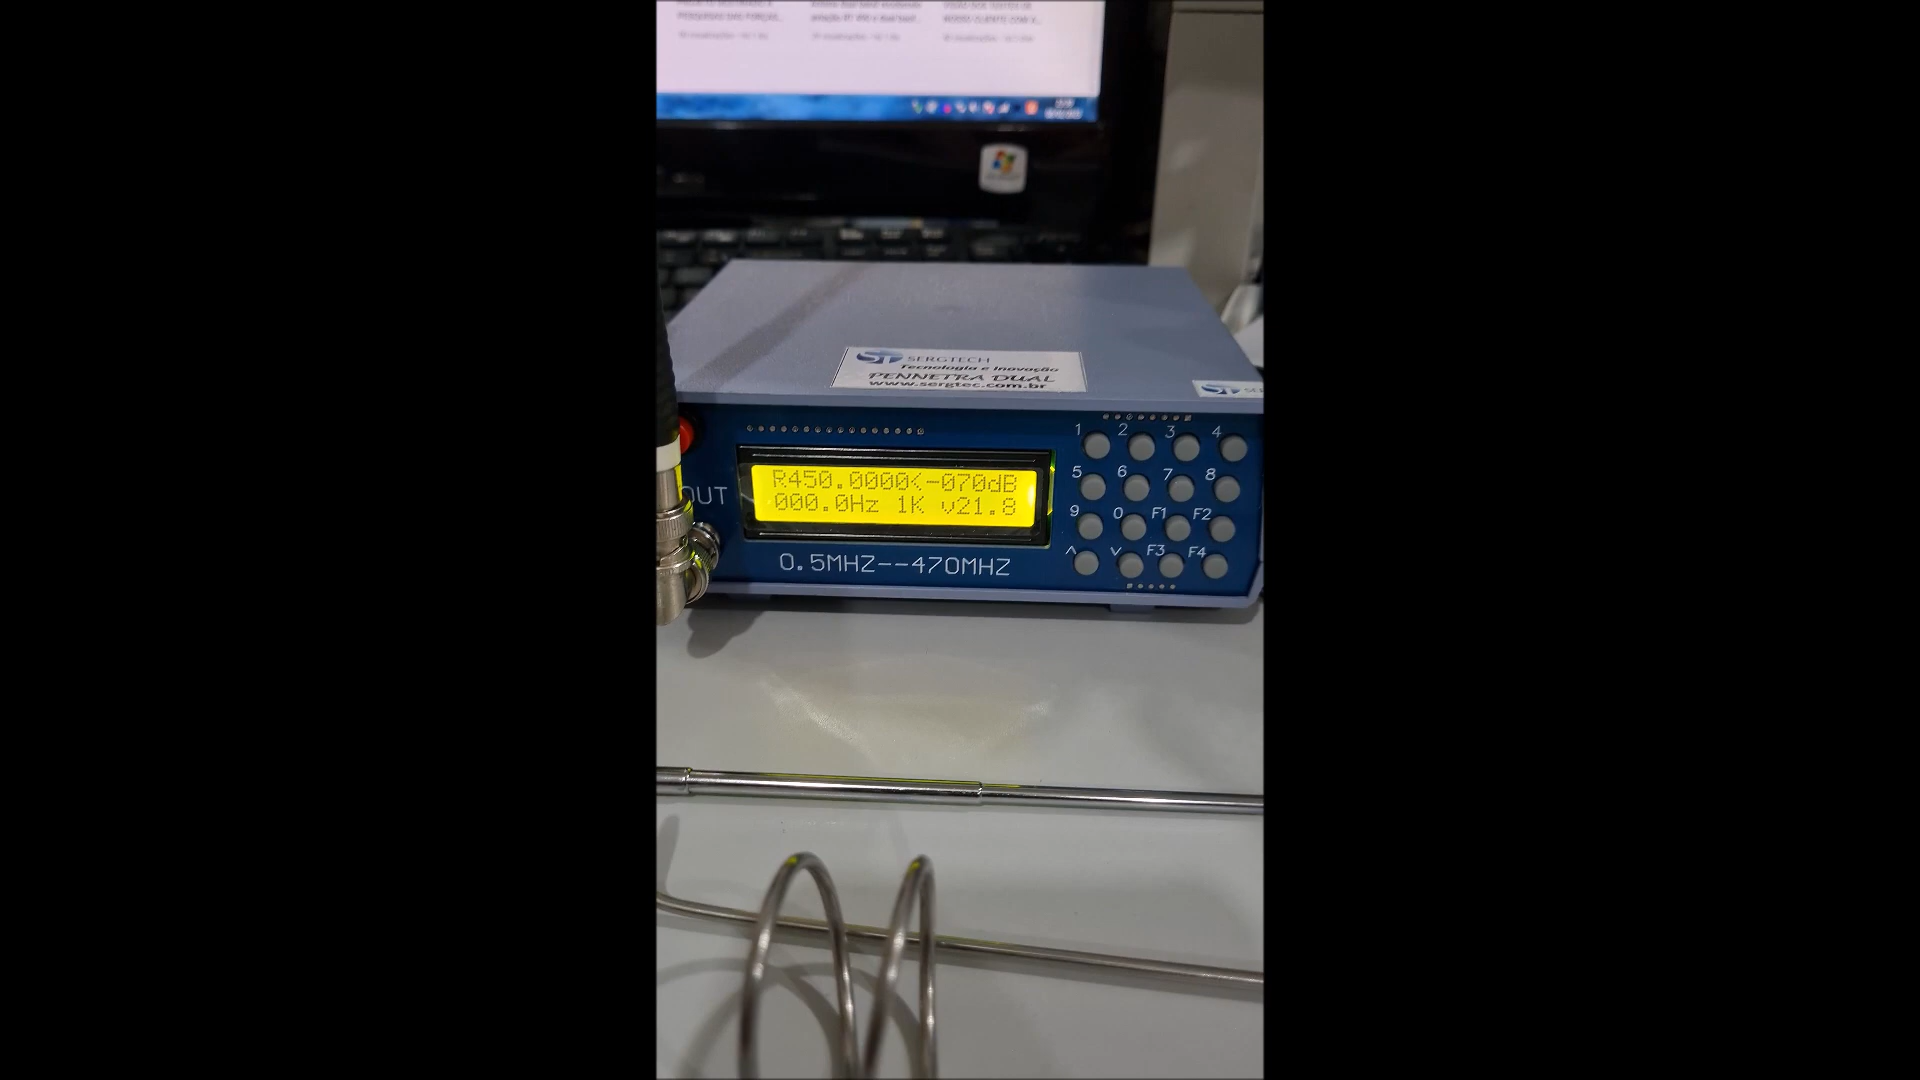 ST SERGTECH
Tecnologia e Inovação
PENNETRA DUAL
www.sergtec.com.br
1 2 3 4
R450.0000<-070dB
000.0Hz 1K v21.8
5 6 7 8
OUT
9 0 F1 F2
0.5MHZ--470MHZ
^ v F3 F4